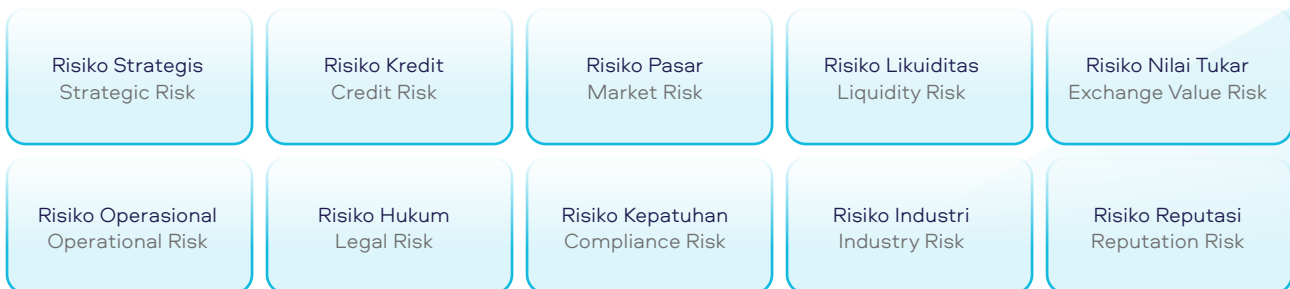 Risiko Strategis
Strategic Risk
Risiko Kredit
Credit Risk
Risiko Pasar
Market Risk
Risiko Likuiditas
Liquidity Risk
Risiko Nilai Tukar
Exchange Value Risk
Risiko Operasional
Operational Risk
Risiko Hukum
Legal Risk
Risiko Kepatuhan
Compliance Risk
Risiko Industri
Industry Risk
Risiko Reputasi
Reputation Risk